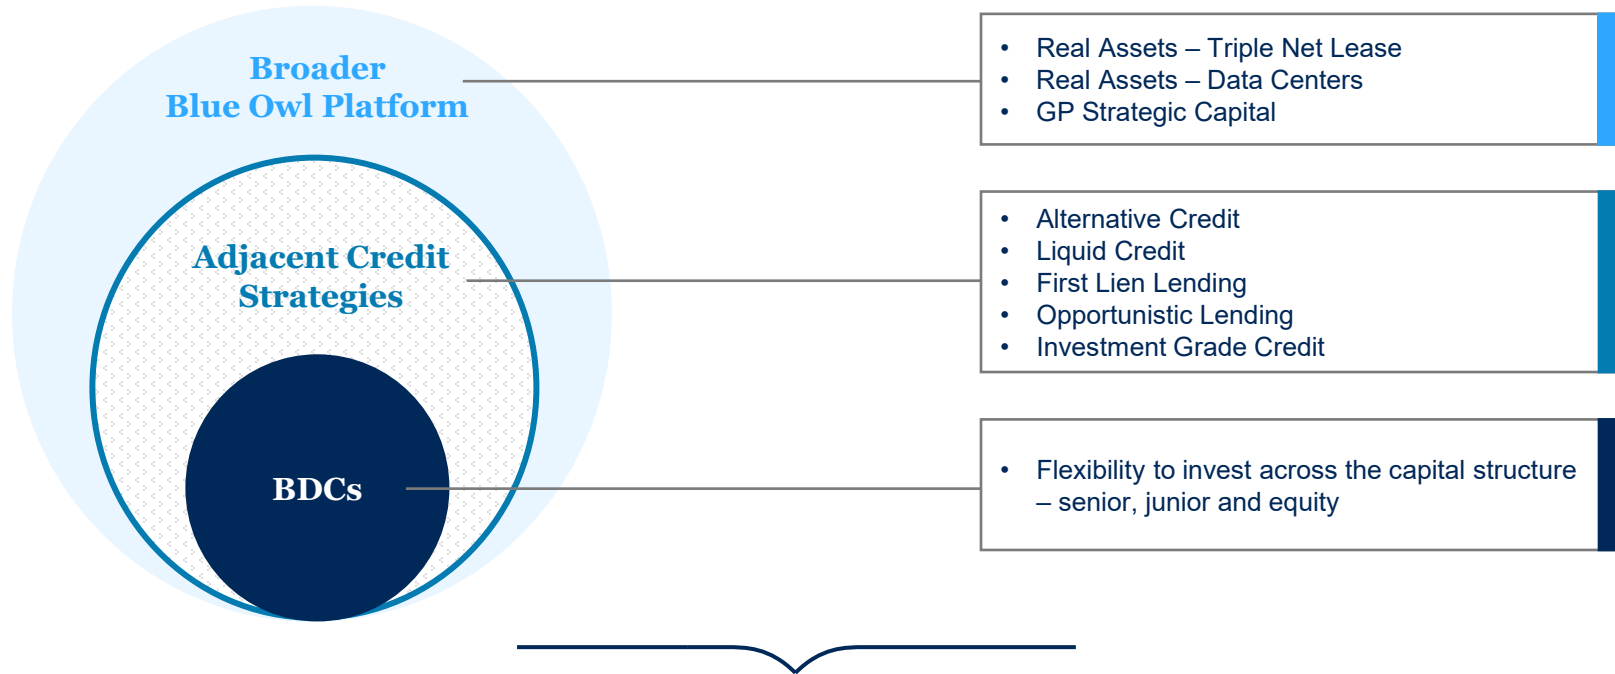 Broader
Blue Owl Platform
• Real Assets – Triple Net Lease
• Real Assets – Data Centers
• GP Strategic Capital
Adjacent Credit
Strategies
• Alternative Credit
• Liquid Credit
• First Lien Lending
• Opportunistic Lending
• Investment Grade Credit
BDCs
• Flexibility to invest across the capital structure
– senior, junior and equity